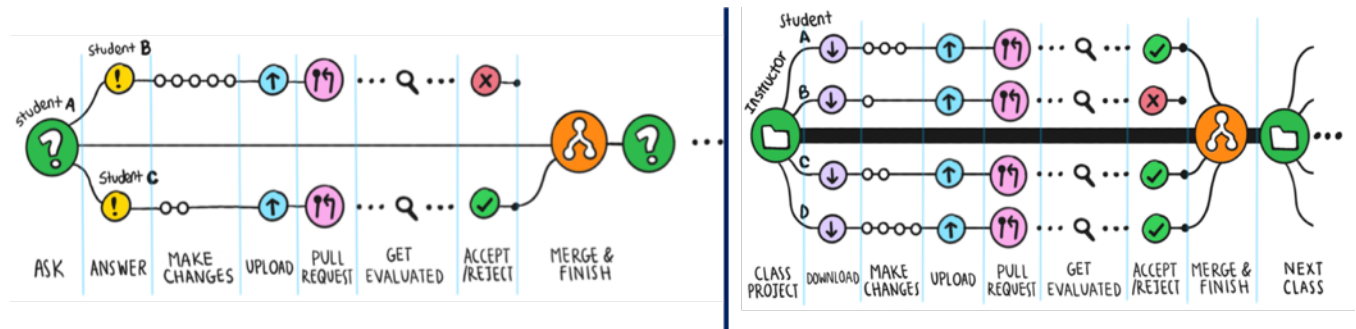 Student B
Student A
Student C
ASK
ANSWER
MAKE
CHANGES
UPLOAD
PULL
REQUEST
GET
EVALUATED
ACCEPT
/REJECT
MERGE &
FINISH
Student
A
INSTRUCTOR
B
C
D
CLASS
PROJECT
DOWNLOAD
MAKE
CHANGES
UPLOAD
PULL
REQUEST
GET
EVALUATED
ACCEPT
/REJECT
MERGE &
FINISH
NEXT
CLASS